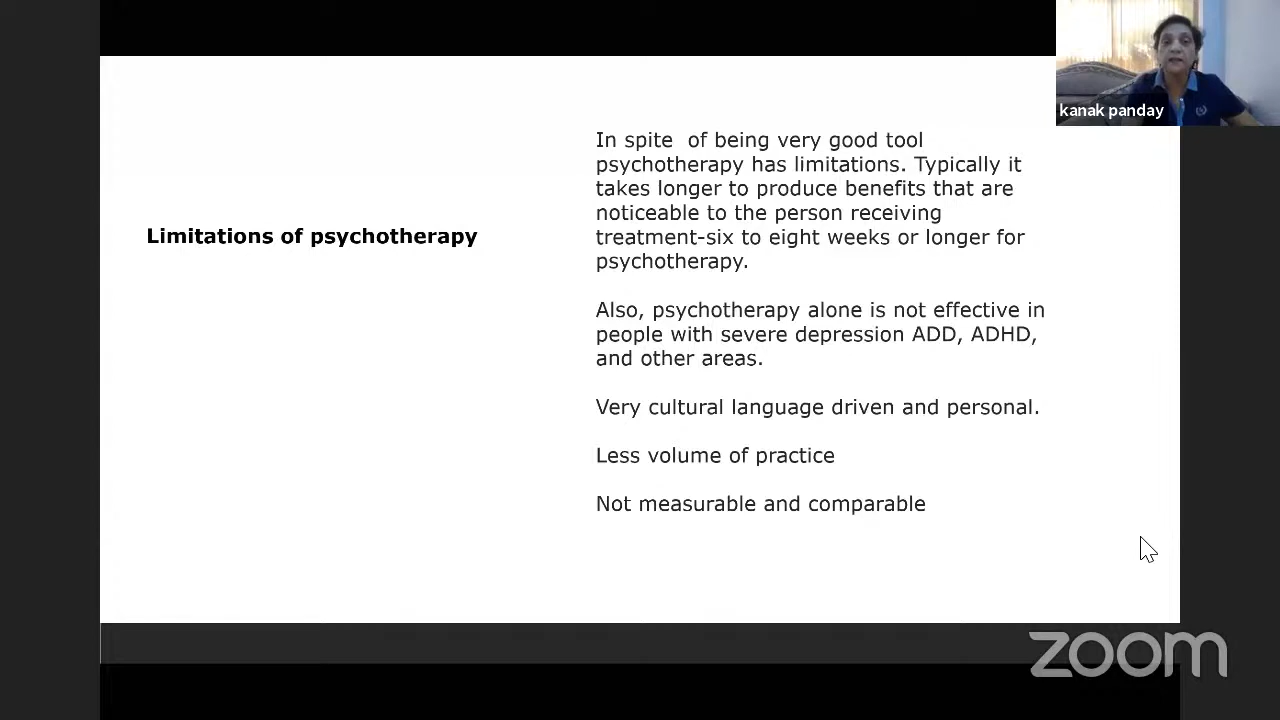 kanak panday
Limitations of psychotherapy
In spite of being very good tool
psychotherapy has limitations. Typically it
takes longer to produce benefits that are
noticeable to the person receiving
treatment-six to eight weeks or longer for
psychotherapy.
Also, psychotherapy alone is not effective in
people with severe depression ADD, ADHD,
and other areas.
Very cultural language driven and personal.
Less volume of practice
Not measurable and comparable
zoom